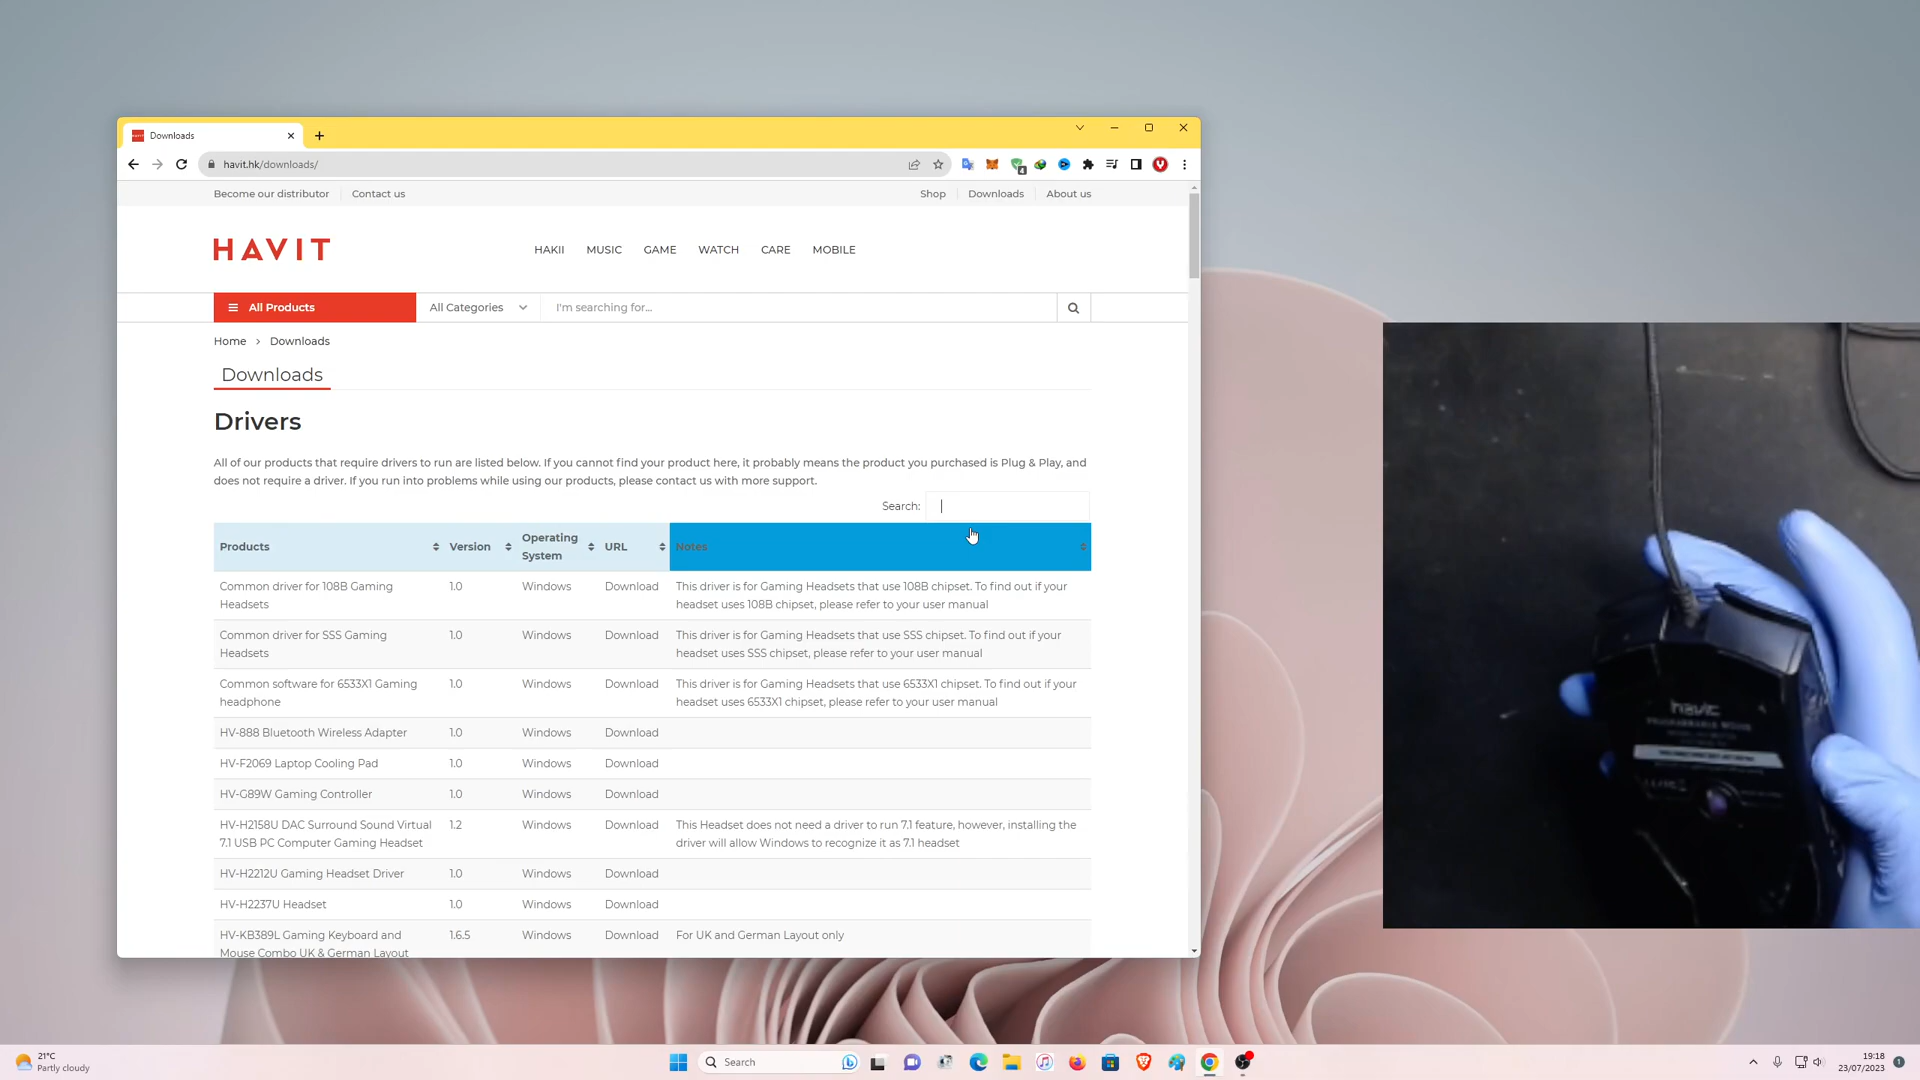 Downloads
havit.hk/downloads/
4
Become our distributor
Contact us
Shop
Downloads
About us
HAVIT
HAKII
MUSIC
GAME
WATCH
CARE
MOBILE
All Products
All Categories
I'm searching for...
Home > Downloads
Downloads
Drivers
All of our products that require drivers to run are listed below. If you cannot find your product here, it probably means the product you purchased is Plug & Play, and
does not require a driver. If you run into problems while using our products, please contact us with more support.
Search:
Products Version Operating System URL Notes
Common driver for 108B Gaming 1.0 Windows Download This driver is for Gaming Headsets that use 108B chipset. To find out if your
Headsets headset uses 108B chipset, please refer to your user manual
Common driver for SSS Gaming 1.0 Windows Download This driver is for Gaming Headsets that use SSS chipset. To find out if your
Headsets headset uses SSS chipset, please refer to your user manual
Common software for 6533X1 Gaming 1.0 Windows Download This driver is for Gaming Headsets that use 6533X1 chipset. To find out if your
headphone headset uses 6533X1 chipset, please refer to your user manual
HV-888 Bluetooth Wireless Adapter 1.0 Windows Download
HV-F2069 Laptop Cooling Pad 1.0 Windows Download
HV-G89W Gaming Controller 1.0 Windows Download
HV-H2158U DAC Surround Sound Virtual 1.2 Windows Download This Headset does not need a driver to run 7.1 feature, however, installing the
7.1 USB PC Computer Gaming Headset driver will allow Windows to recognize it as 7.1 headset
HV-H2212U Gaming Headset Driver 1.0 Windows Download
HV-H2237U Headset 1.0 Windows Download
HV-KB389L Gaming Keyboard and 1.6.5 Windows Download For UK and German Layout only
Mouse Combo UK & German Layout
havit
PROGRAMMABLE MOUSE
21°C
Partly cloudy
Search
19:18
23/07/2023
1